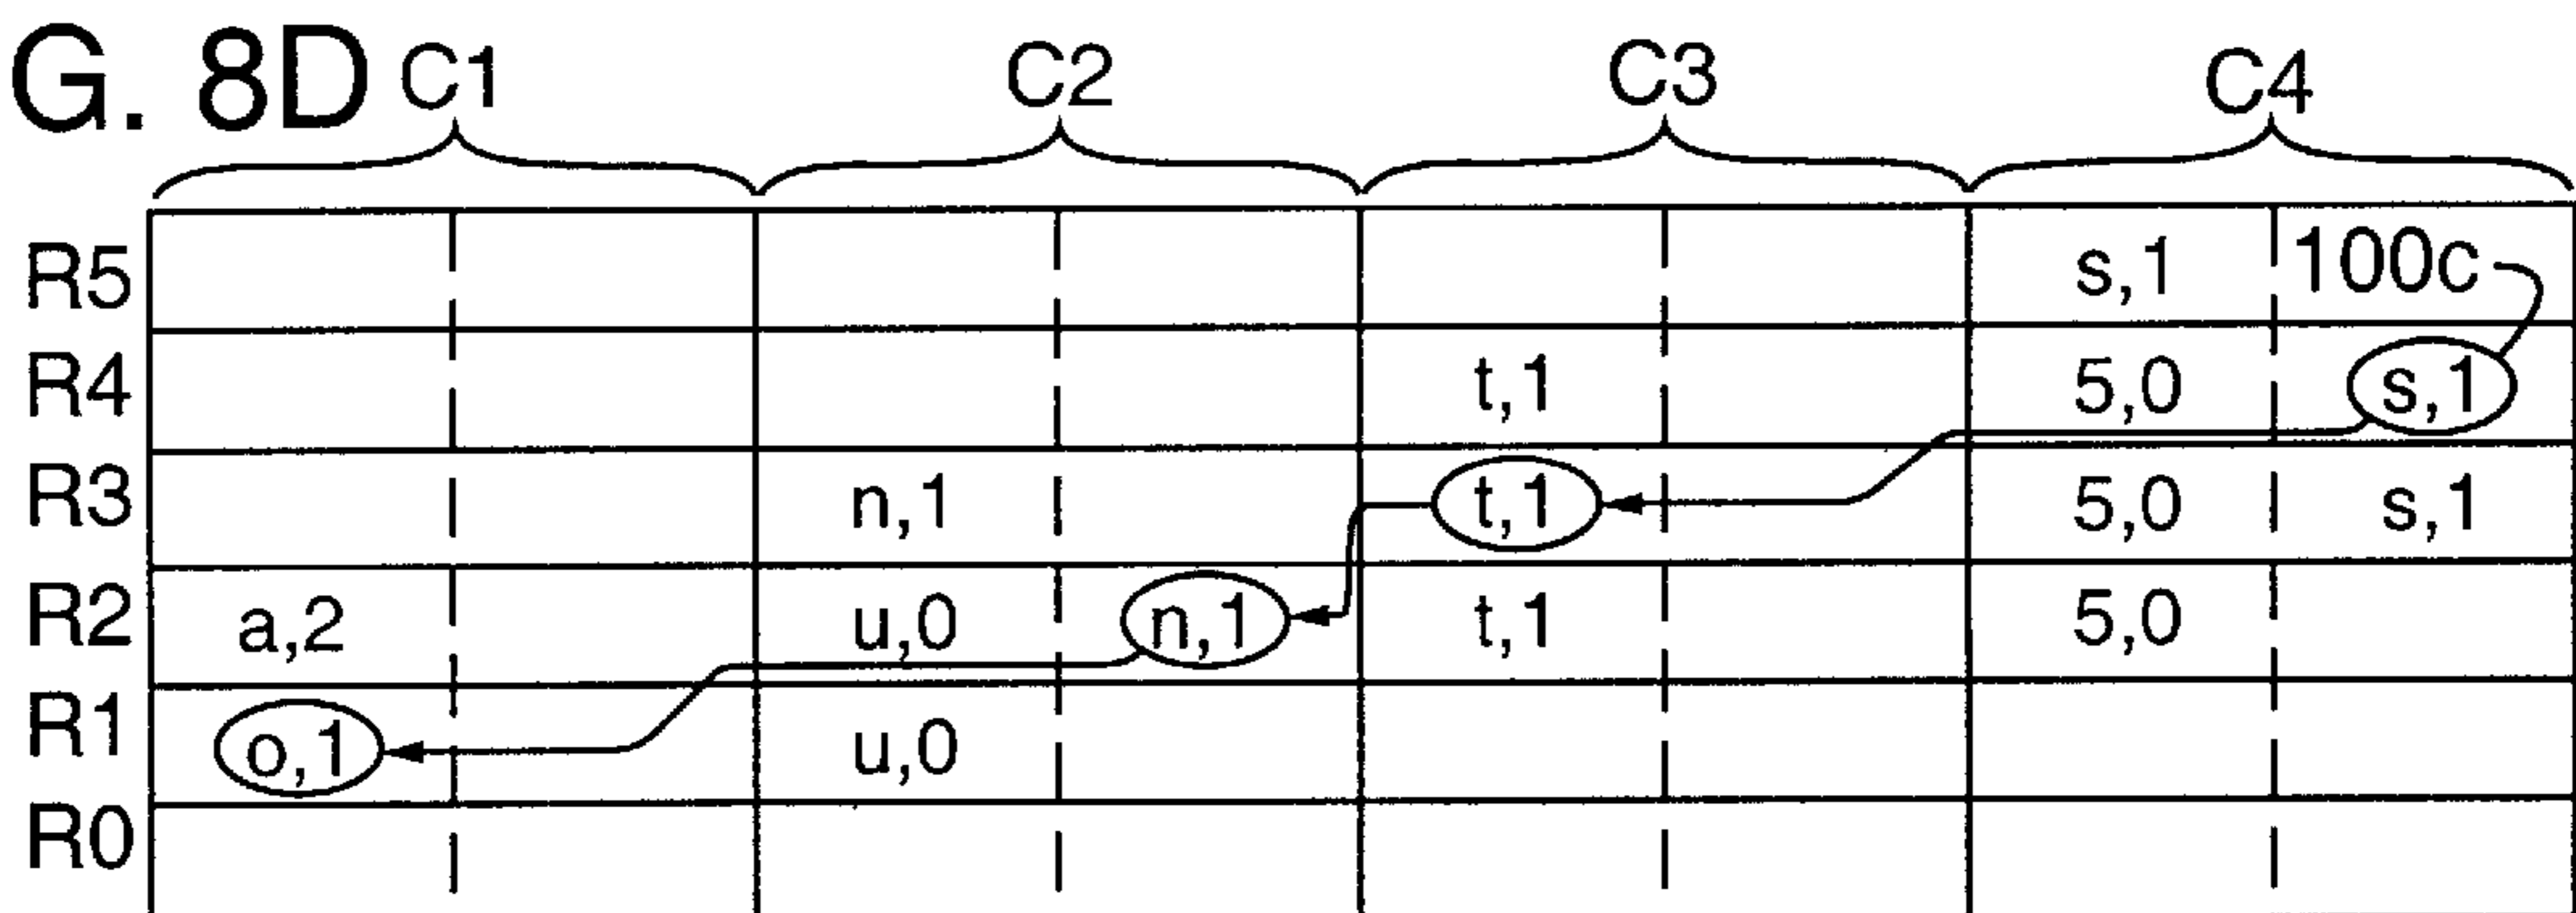 G. 8D C1 C2 C3 C4
R5 s,1 100c
R4 t,1 5,0 s,1
R3 n,1 t,1 5,0 s,1
R2 a,2 u,0 n,1 t,1 5,0
R1 o,1 u,0
R0